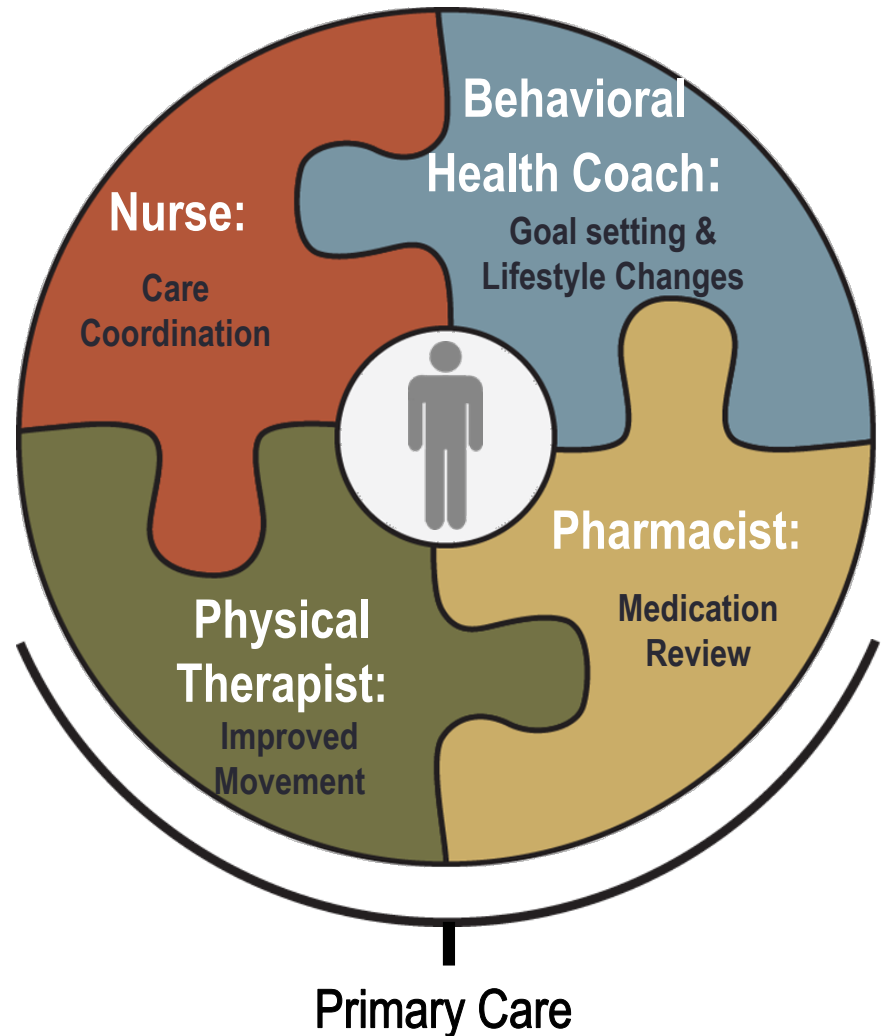 Nurse:
Care
Coordination
Behavioral
Health Coach:
Goal setting &
Lifestyle Changes
Physical
Therapist:
Improved
Movement
Pharmacist:
Medication
Review
Primary Care